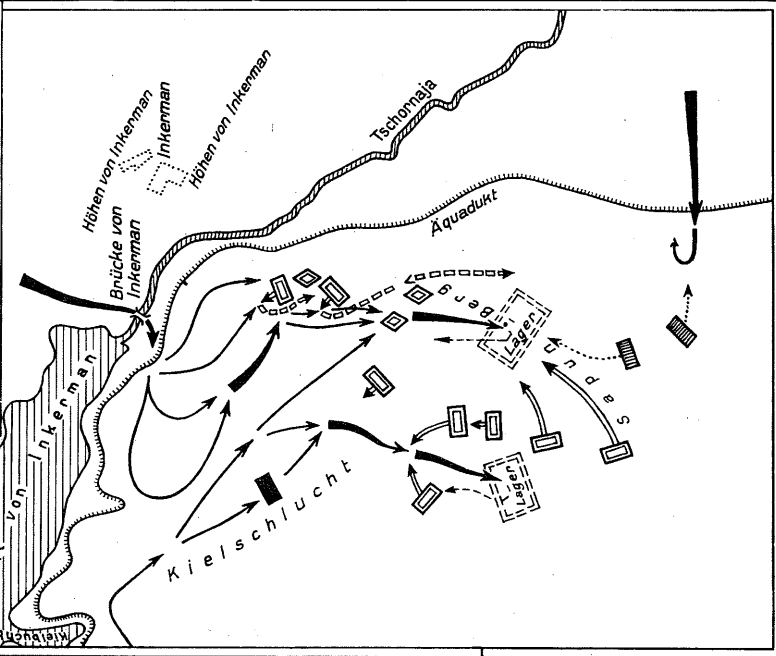 Tschornaja
Höhen von Inkerman
Inkerman
Höhen von Inkerman
Brücke von
Inkerman
Äquadukt
Sapun
Berg
Lager
Lager
von Inkerman
Kielschlucht
Kielbucht